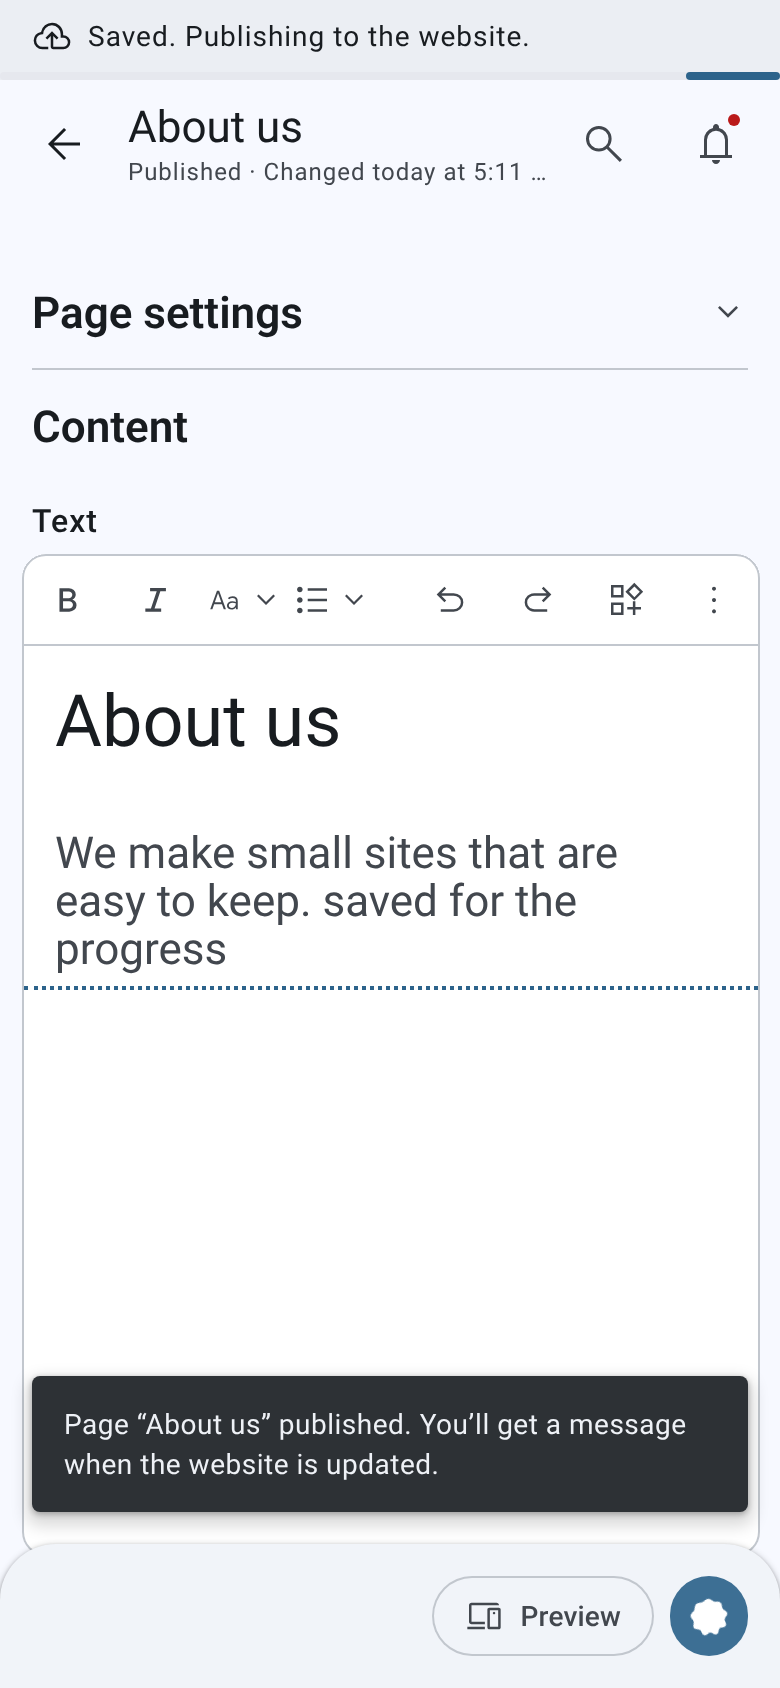 Saved. Publishing to the website.
About us
Published · Changed today at 5:11 …
Page settings
Content
Text
B I Aa
About us
We make small sites that are
easy to keep. saved for the
progress
Page “About us” published. You’ll get a message
when the website is updated.
Preview